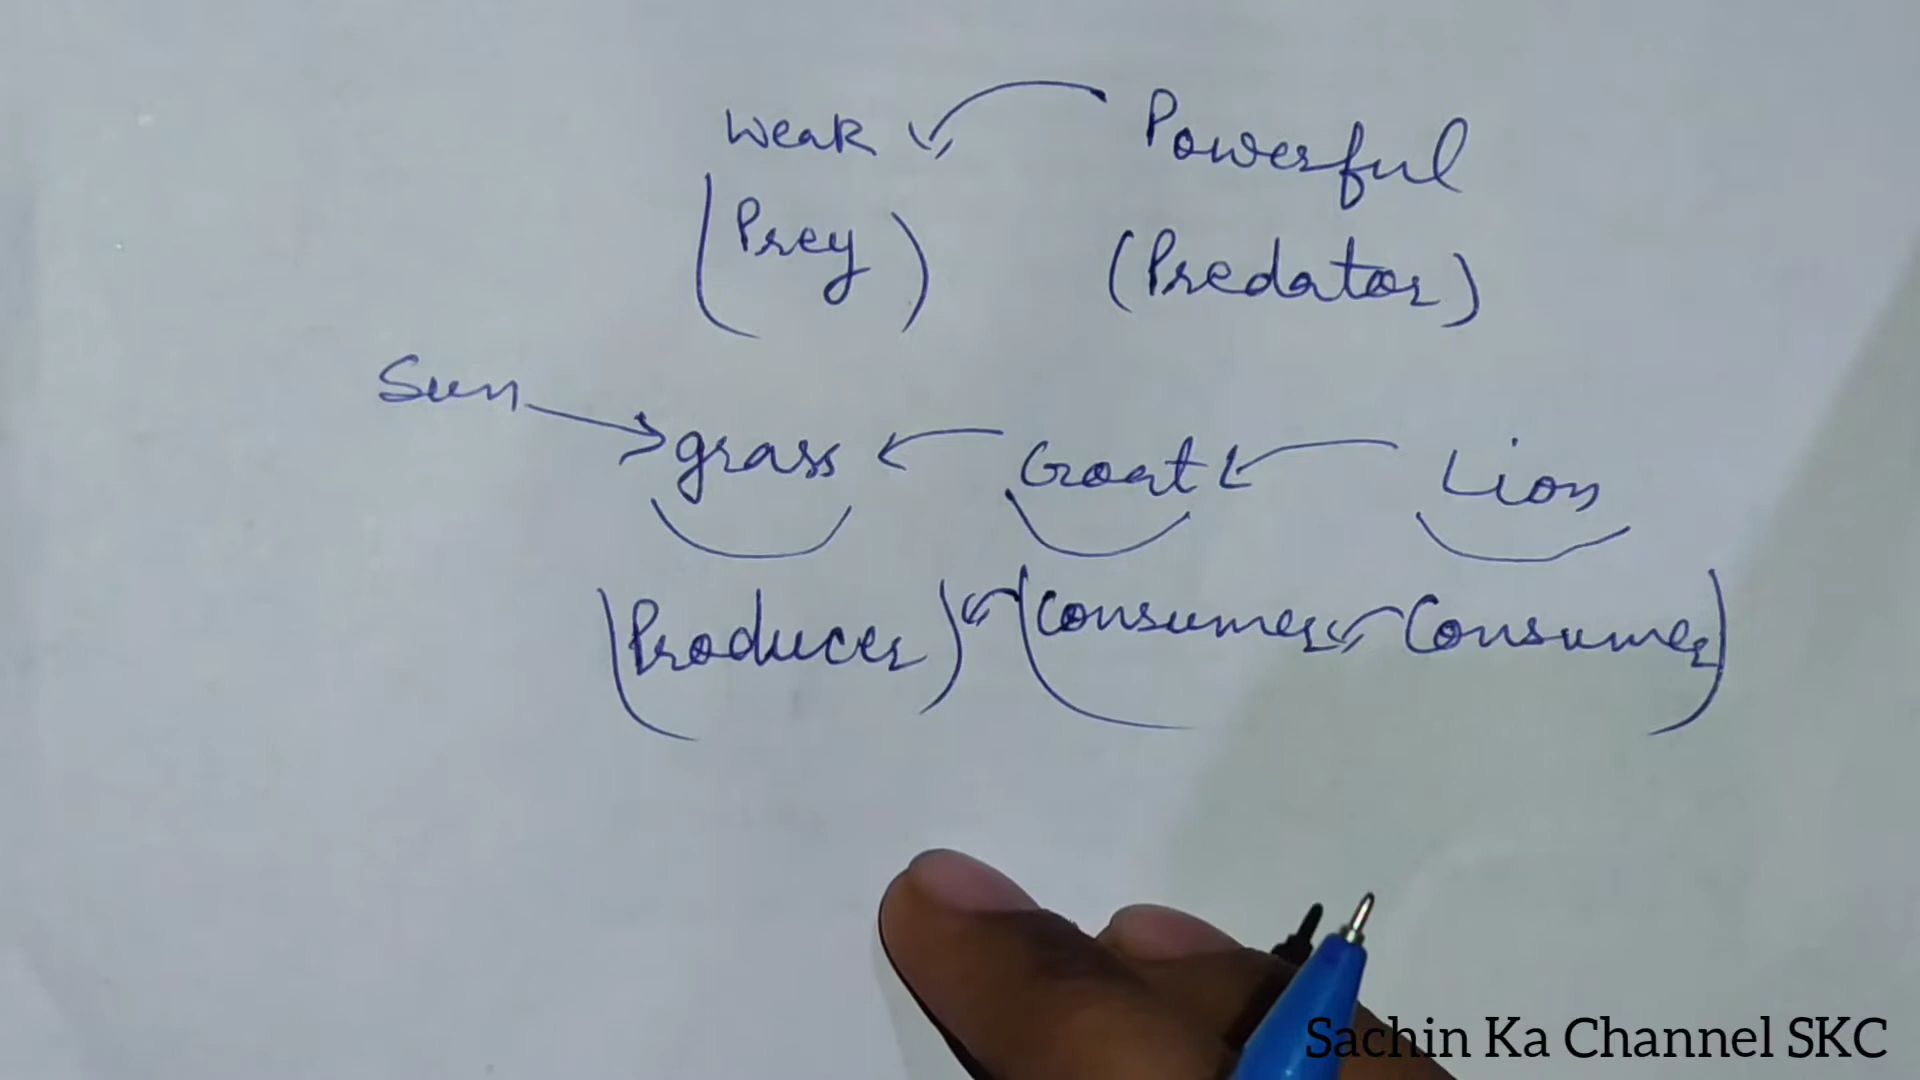 Weak Powerful
(Prey) (Predator)
Sun
grass Goat Lion
(Producer) (Consumer Consumer)
Sachin Ka Channel SKC